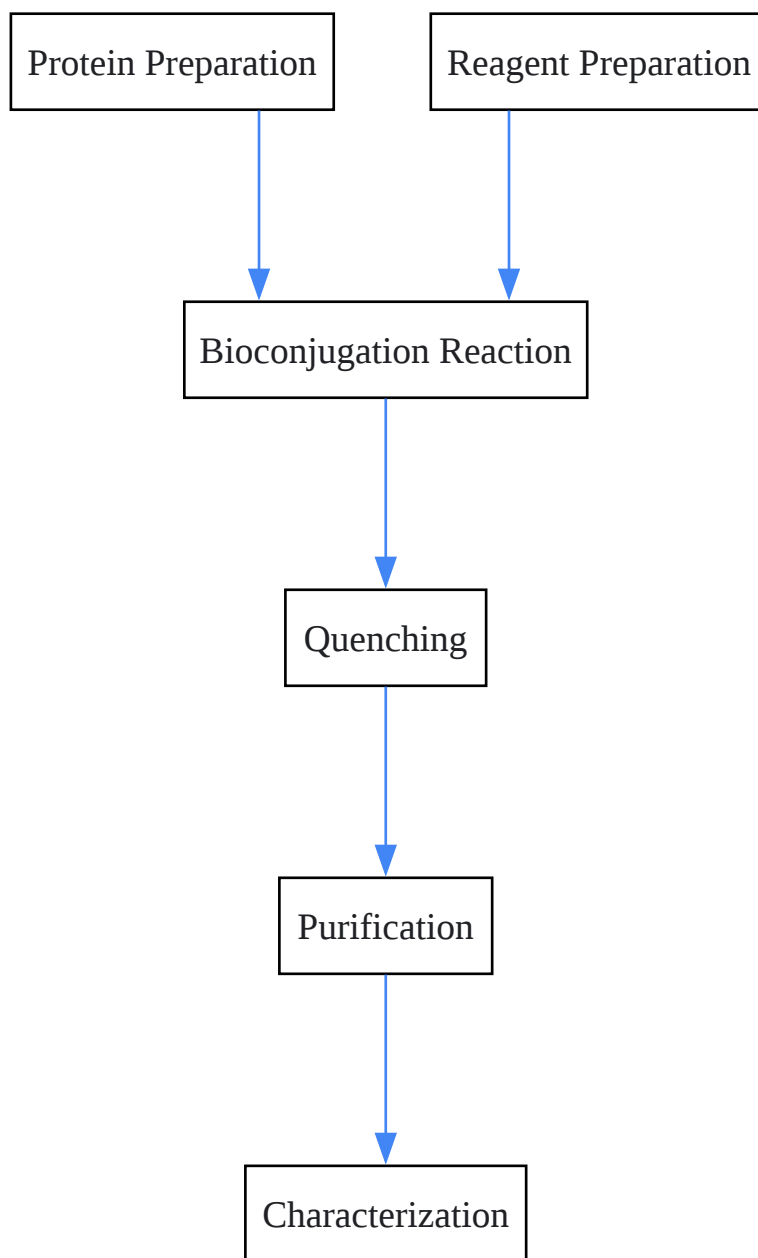 Protein Preparation
Reagent Preparation
Bioconjugation Reaction
Quenching
Purification
Characterization